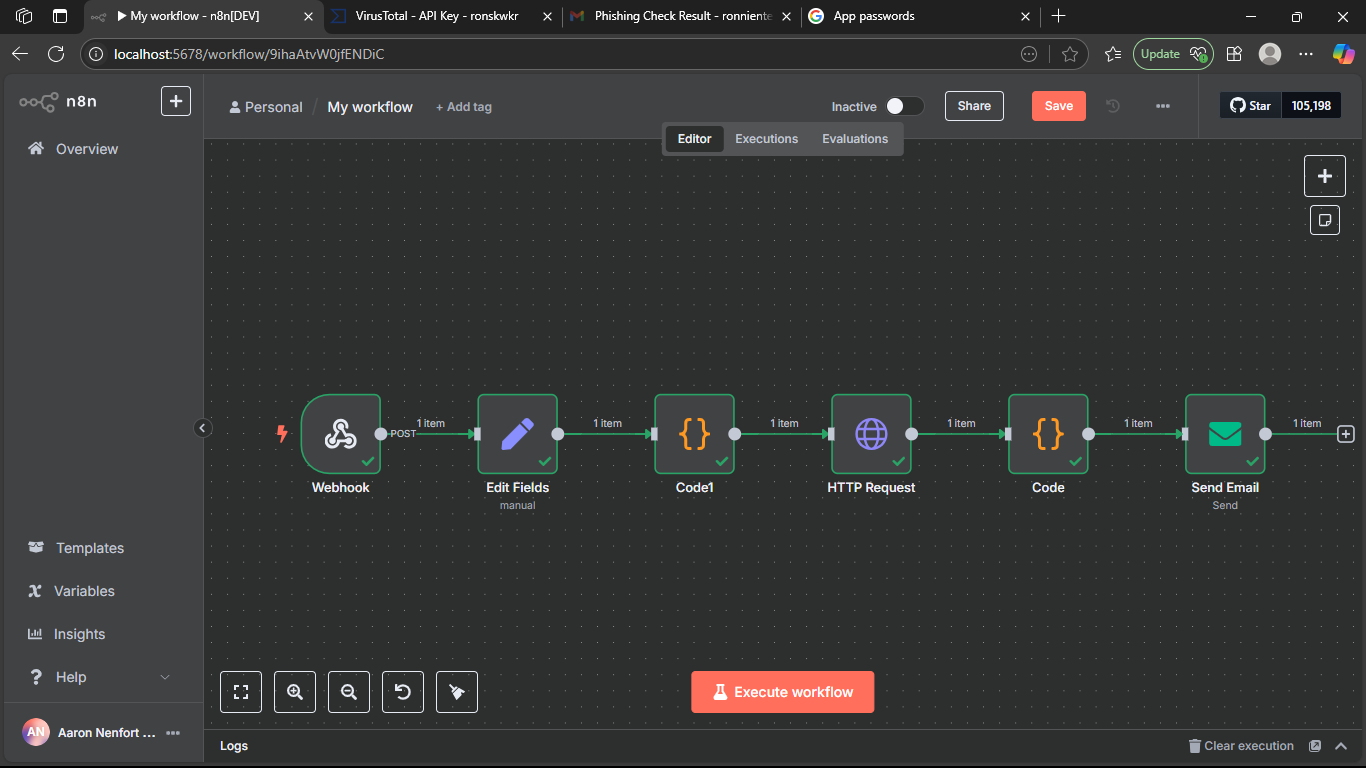 My workflow - n8n[DEV]
VirusTotal - API Key - ronskwkr
Phishing Check Result - ronniente
App passwords
localhost:5678/workflow/9ihaAtvW0jfENDiC
Update
n8n
Personal / My workflow + Add tag
Inactive
Share
Save
Star 105,198
Editor Executions Evaluations
Overview
1 item 1 item 1 item 1 item 1 item 1 item
POST
Webhook Edit Fields Code1 HTTP Request Code Send Email
manual Send
Templates
Variables
Insights
Help
Execute workflow
AN Aaron Nenfort ...
Logs
Clear execution